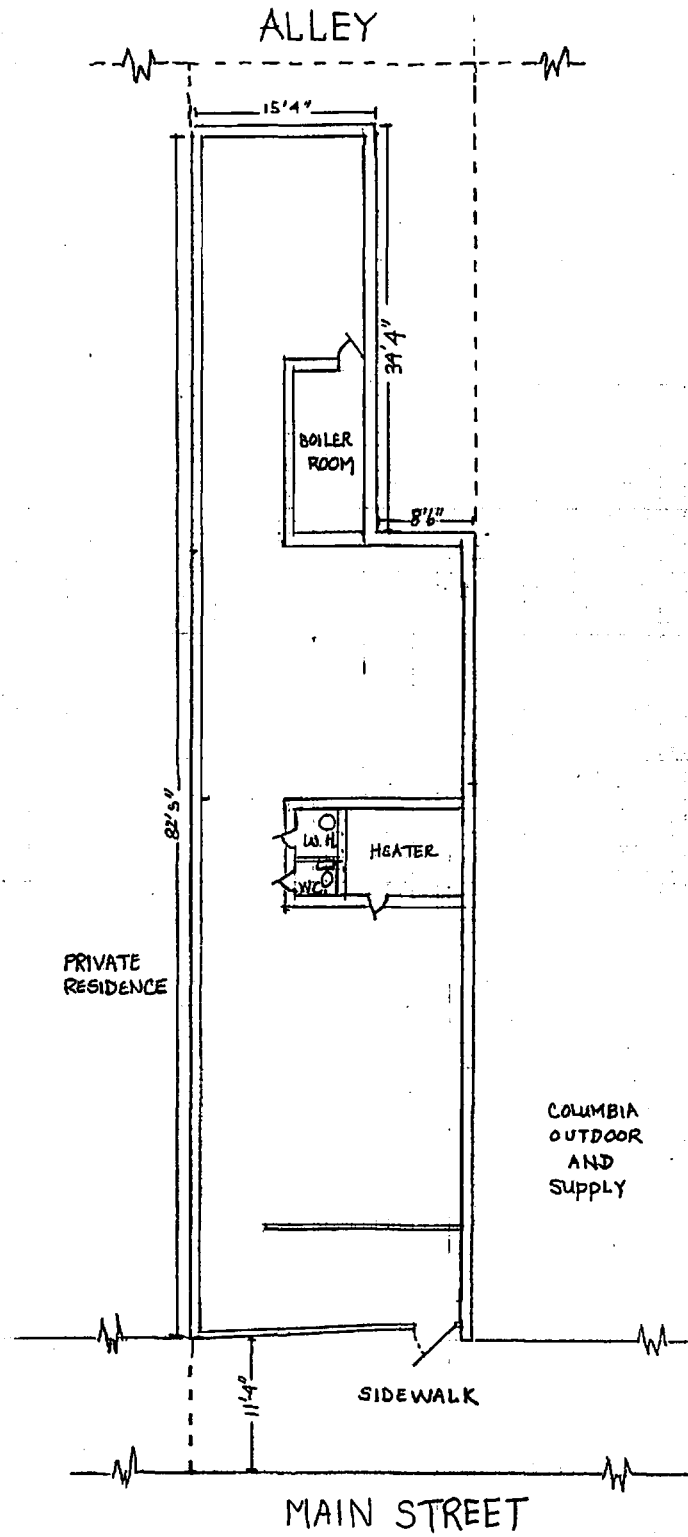 ALLEY
15'4"
34'4"
BOILER
ROOM
8'6"
82'5"
W.H.
HEATER
WC.
PRIVATE
RESIDENCE
COLUMBIA
OUTDOOR
AND
SUPPLY
11'4"
SIDEWALK
MAIN STREET